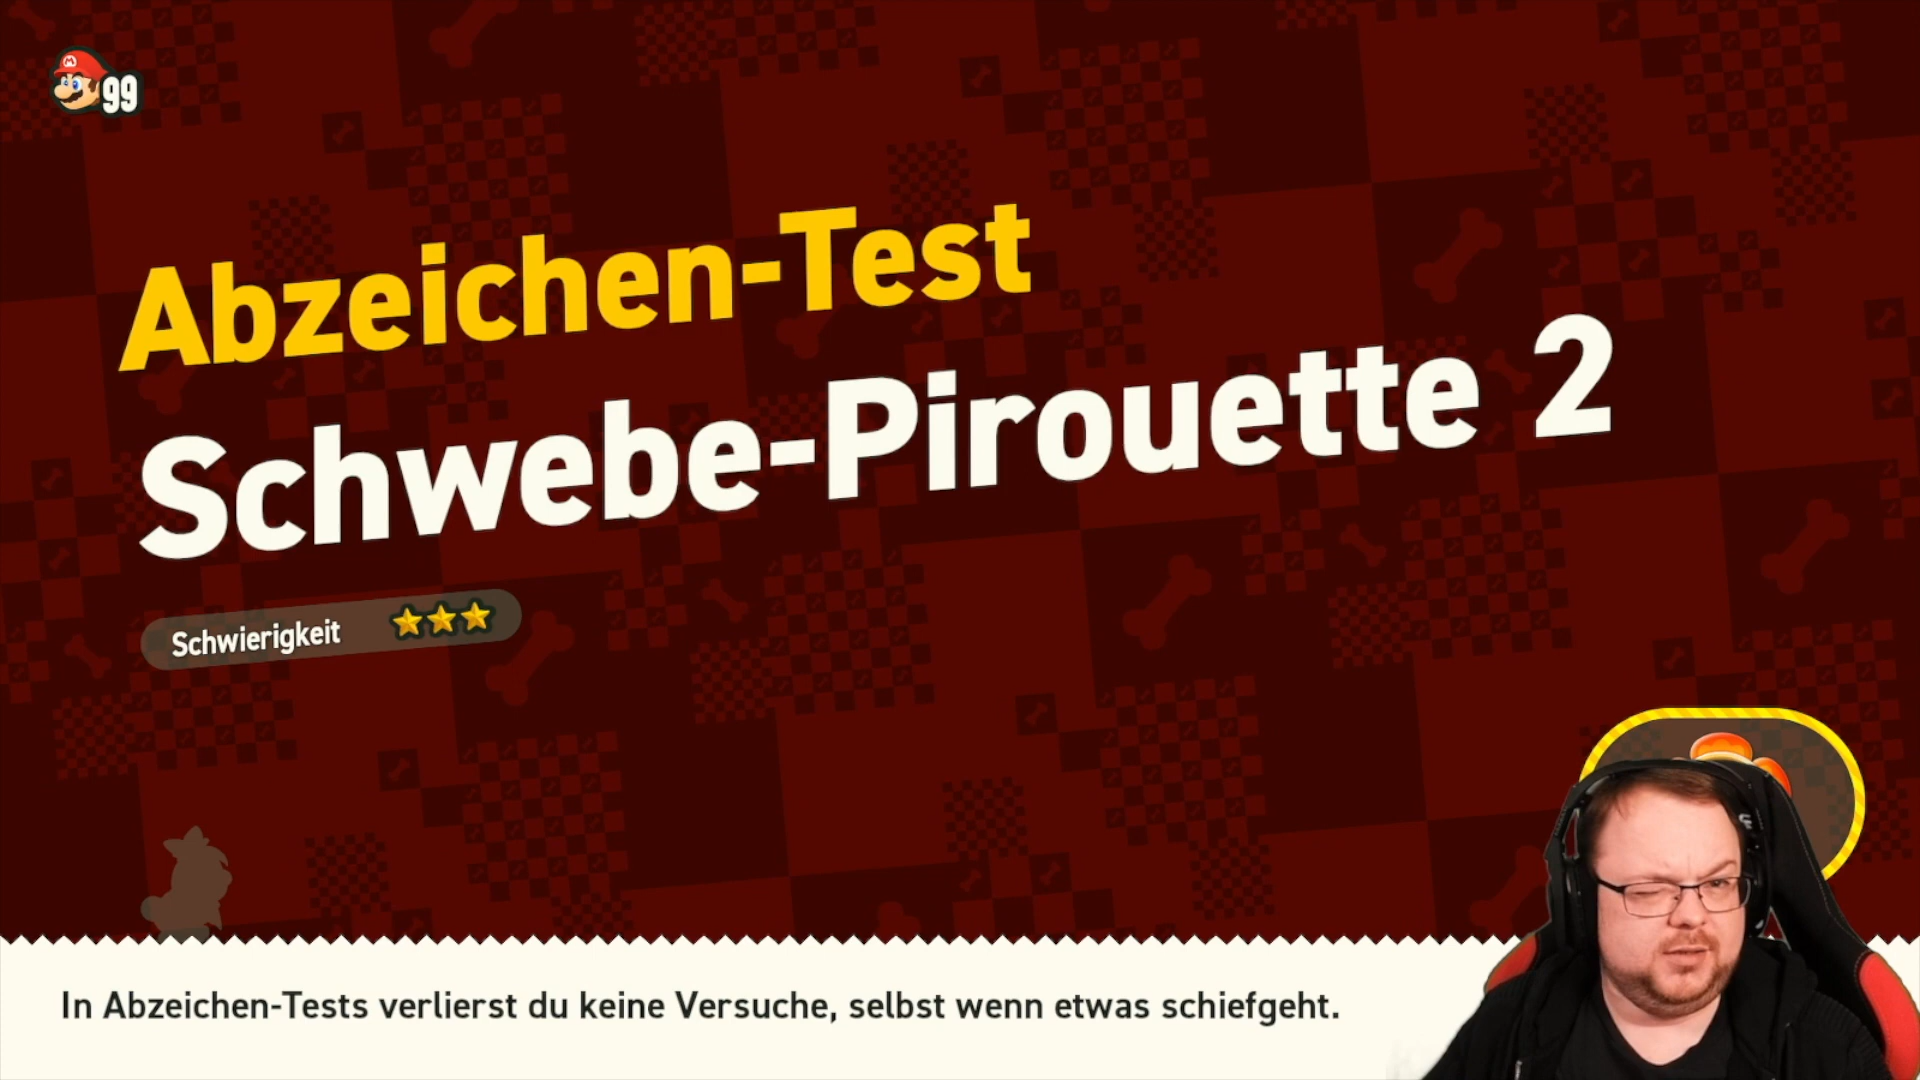 99
Abzeichen-Test
Schwebe-Pirouette 2
Schwierigkeit
In Abzeichen-Tests verlierst du keine Versuche, selbst wenn etwas schiefgeht.